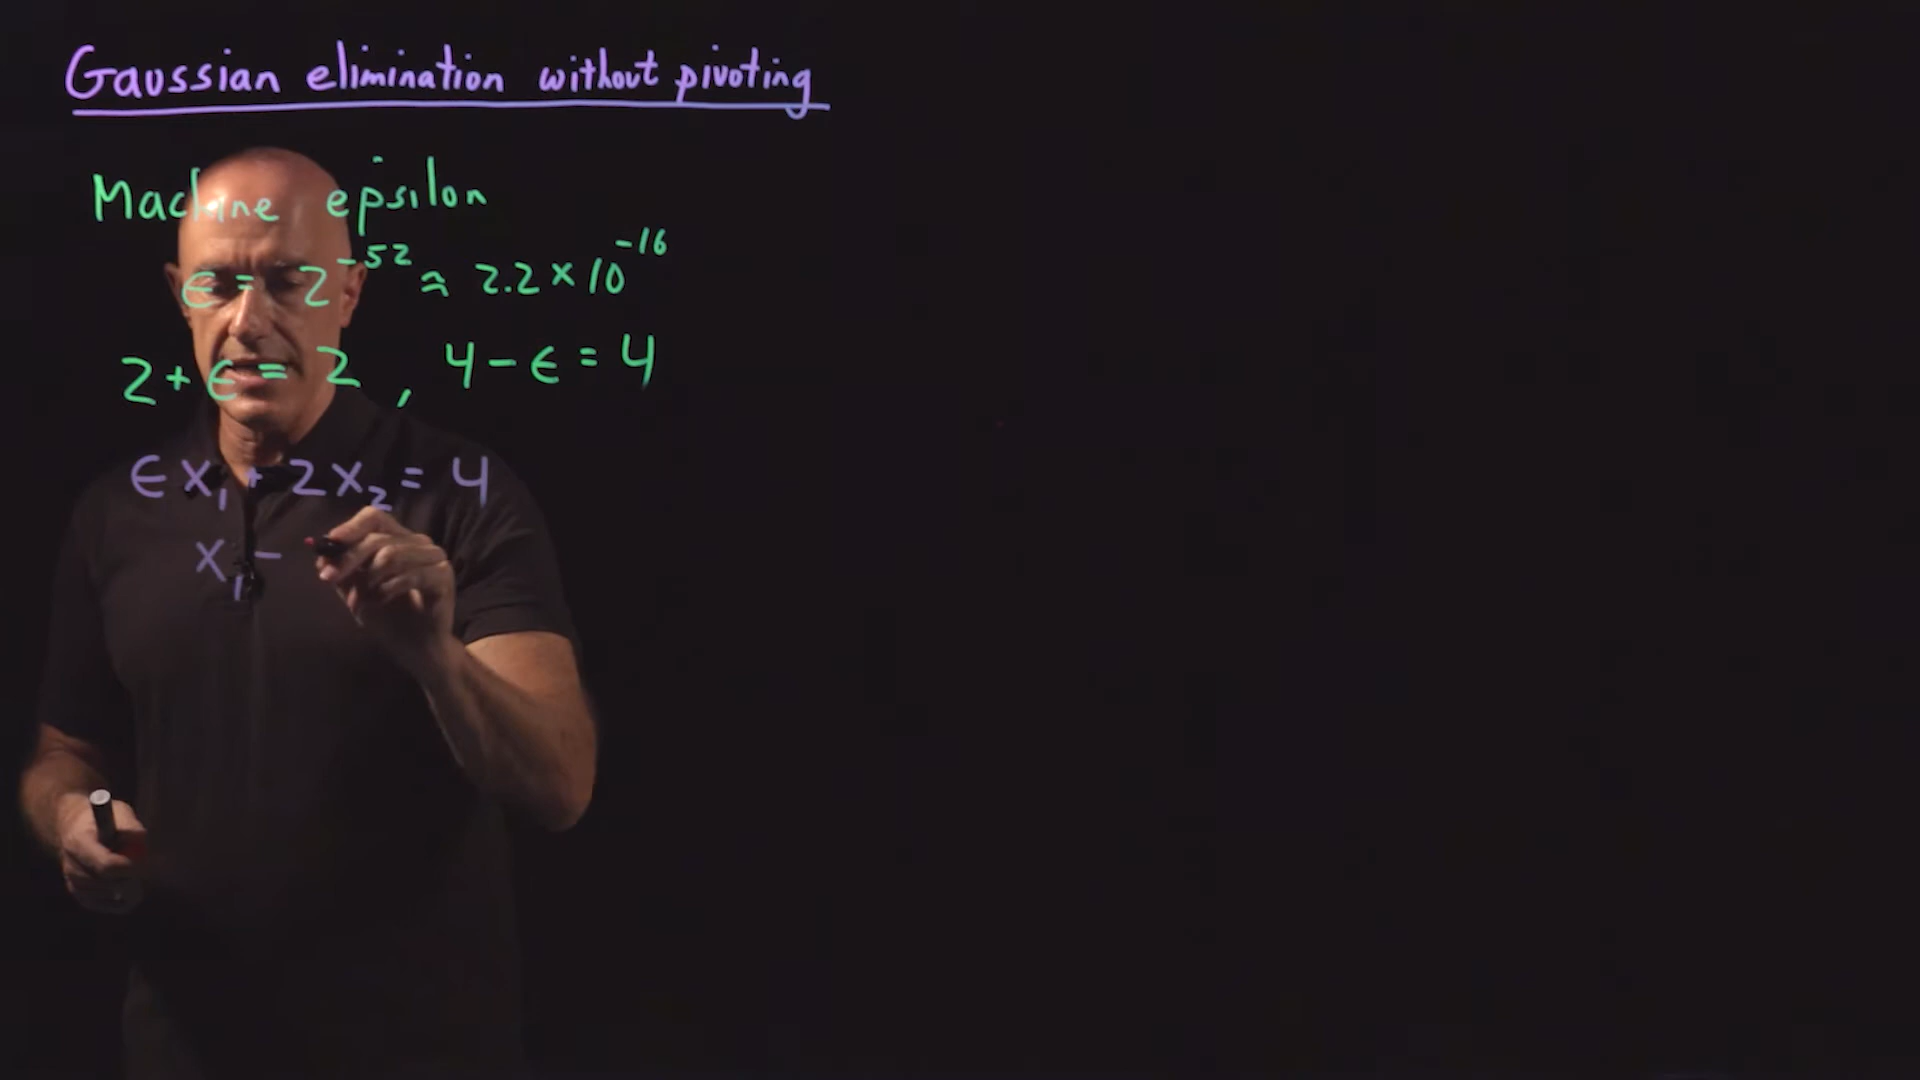 Gaussian elimination without pivoting
Machine epsilon
ϵ = 2⁻⁵² ≈ 2.2 × 10⁻¹⁶
2 + ϵ = 2 , 4 − ϵ = 4
ϵx₁ + 2x₂ = 4
x₁ −